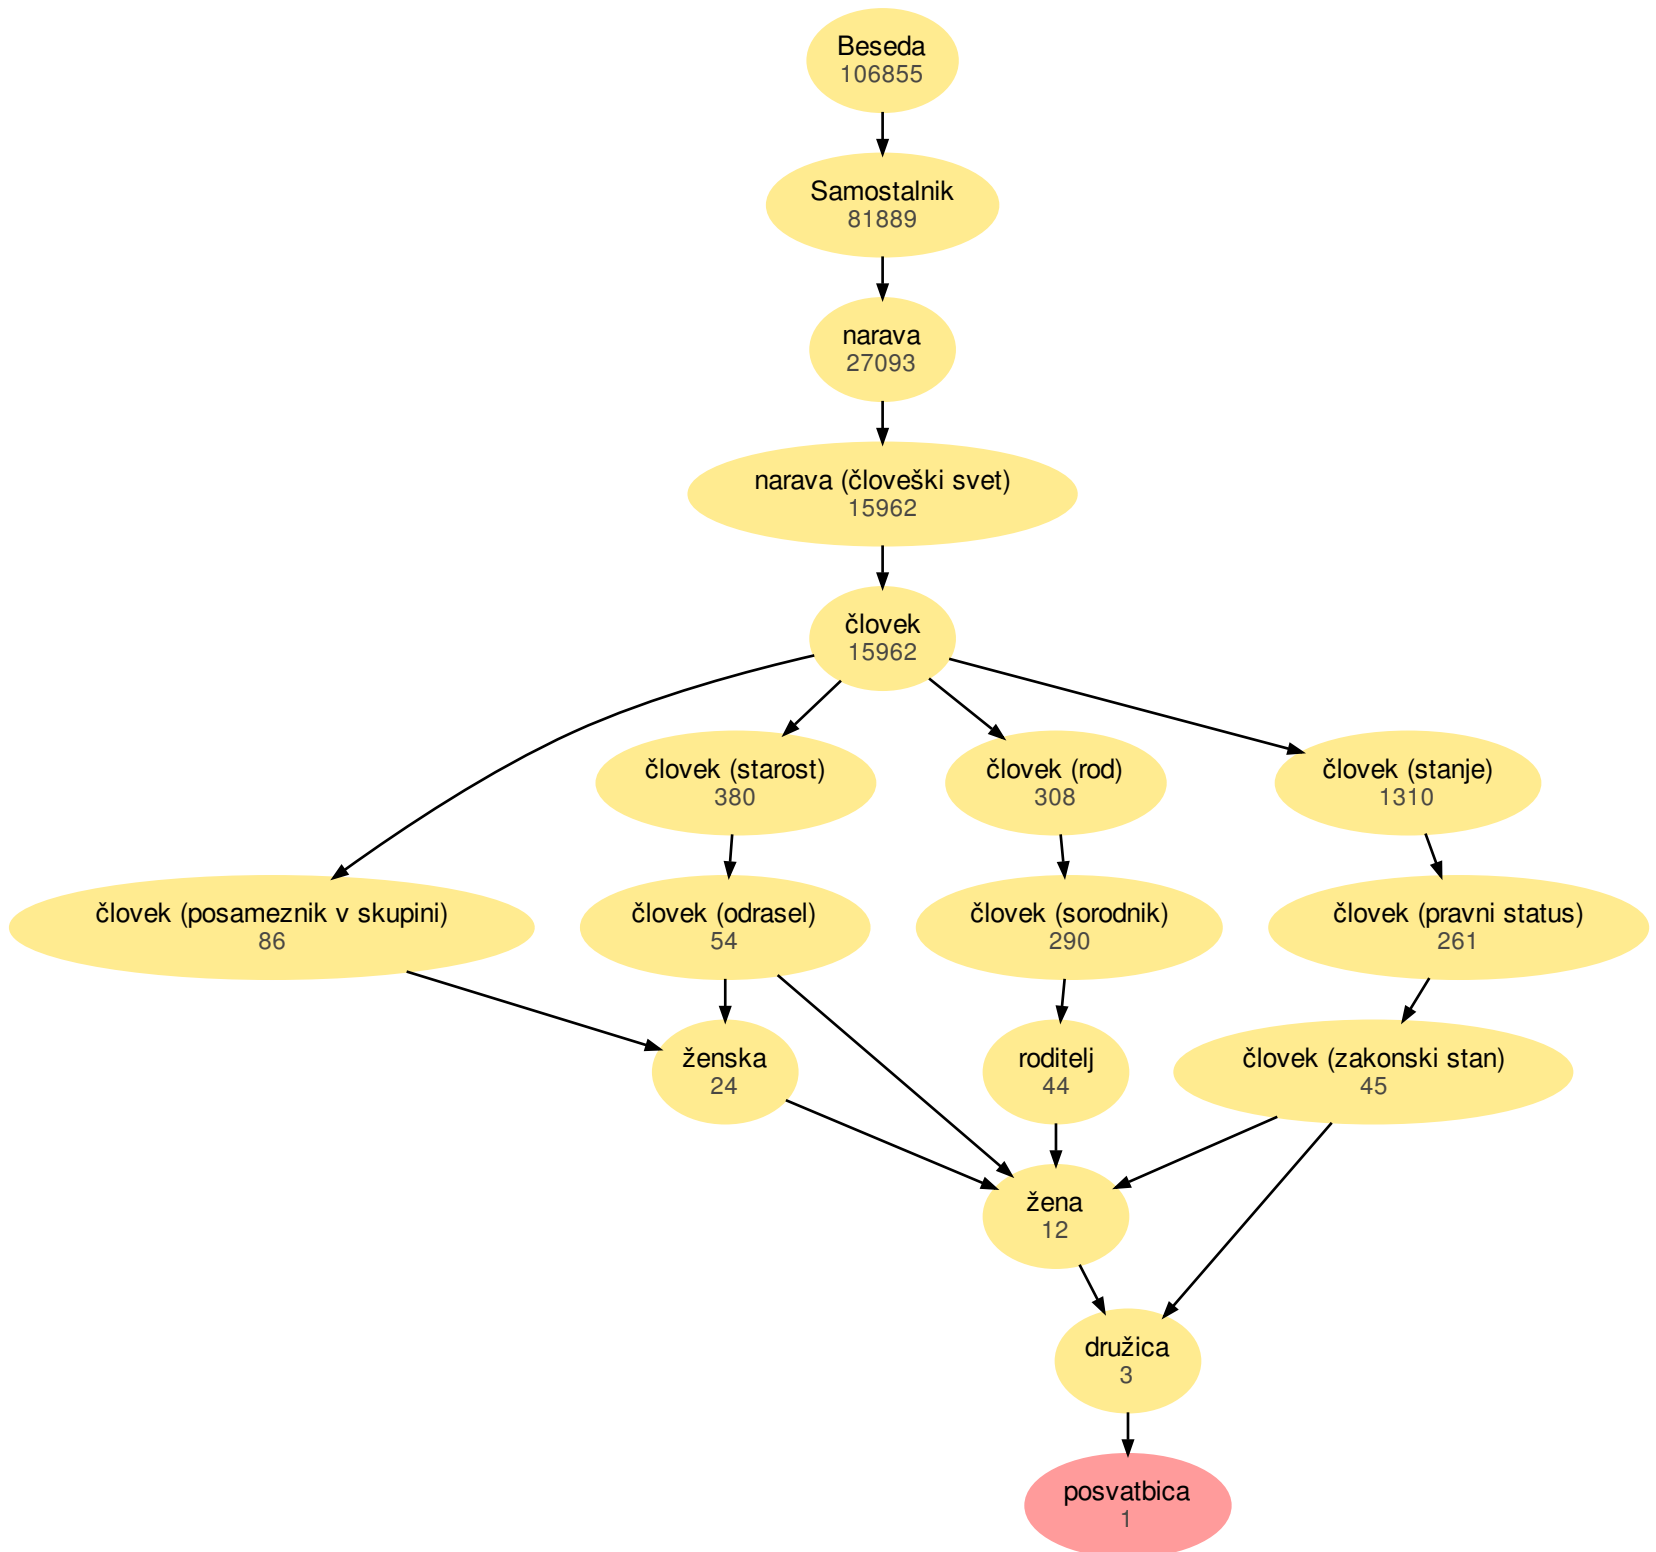 Beseda
106855
Samostalnik
81889
narava
27093
narava (človeški svet)
15962
človek
15962
človek (starost)
380
človek (rod)
308
človek (stanje)
1310
človek (posameznik v skupini)
86
človek (odrasel)
54
človek (sorodnik)
290
človek (pravni status)
261
ženska
24
roditelj
44
človek (zakonski stan)
45
žena
12
družica
3
posvatbica
1